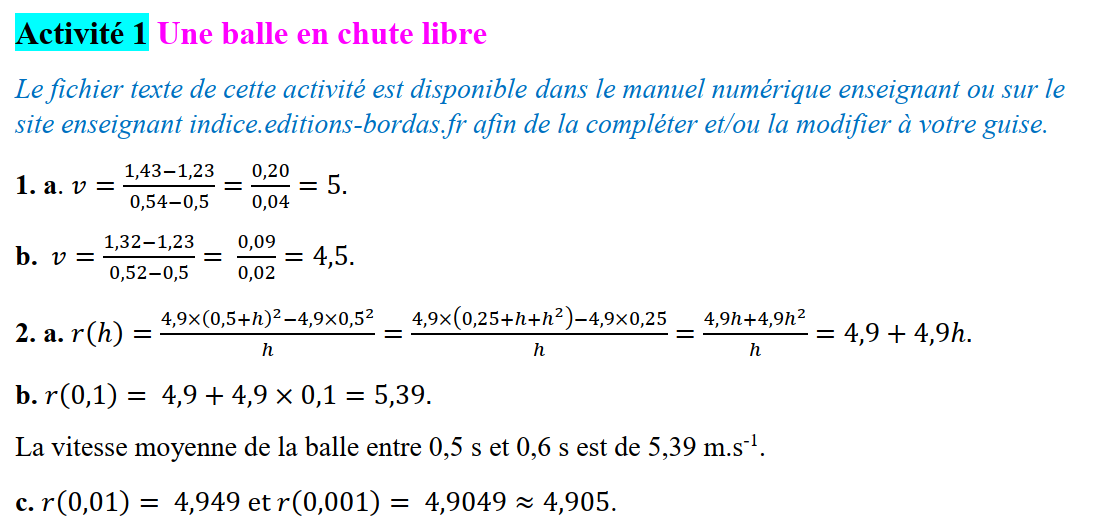 Activité 1 Une balle en chute libre
Le fichier texte de cette activité est disponible dans le manuel numérique enseignant ou sur le
site enseignant indice.editions-bordas.fr afin de la compléter et/ou la modifier à votre guise.
1. a. v = (1,43−1,23)/(0,54−0,5) = 0,20/0,04 = 5.
b. v = (1,32−1,23)/(0,52−0,5) = 0,09/0,02 = 4,5.
2. a. r(h) = (4,9×(0,5+h)²−4,9×0,5²)/h = (4,9×(0,25+h+h²)−4,9×0,25)/h = (4,9h+4,9h²)/h = 4,9 + 4,9h.
b. r(0,1) = 4,9 + 4,9 × 0,1 = 5,39.
La vitesse moyenne de la balle entre 0,5 s et 0,6 s est de 5,39 m.s⁻¹.
c. r(0,01) = 4,949 et r(0,001) = 4,9049 ≈ 4,905.